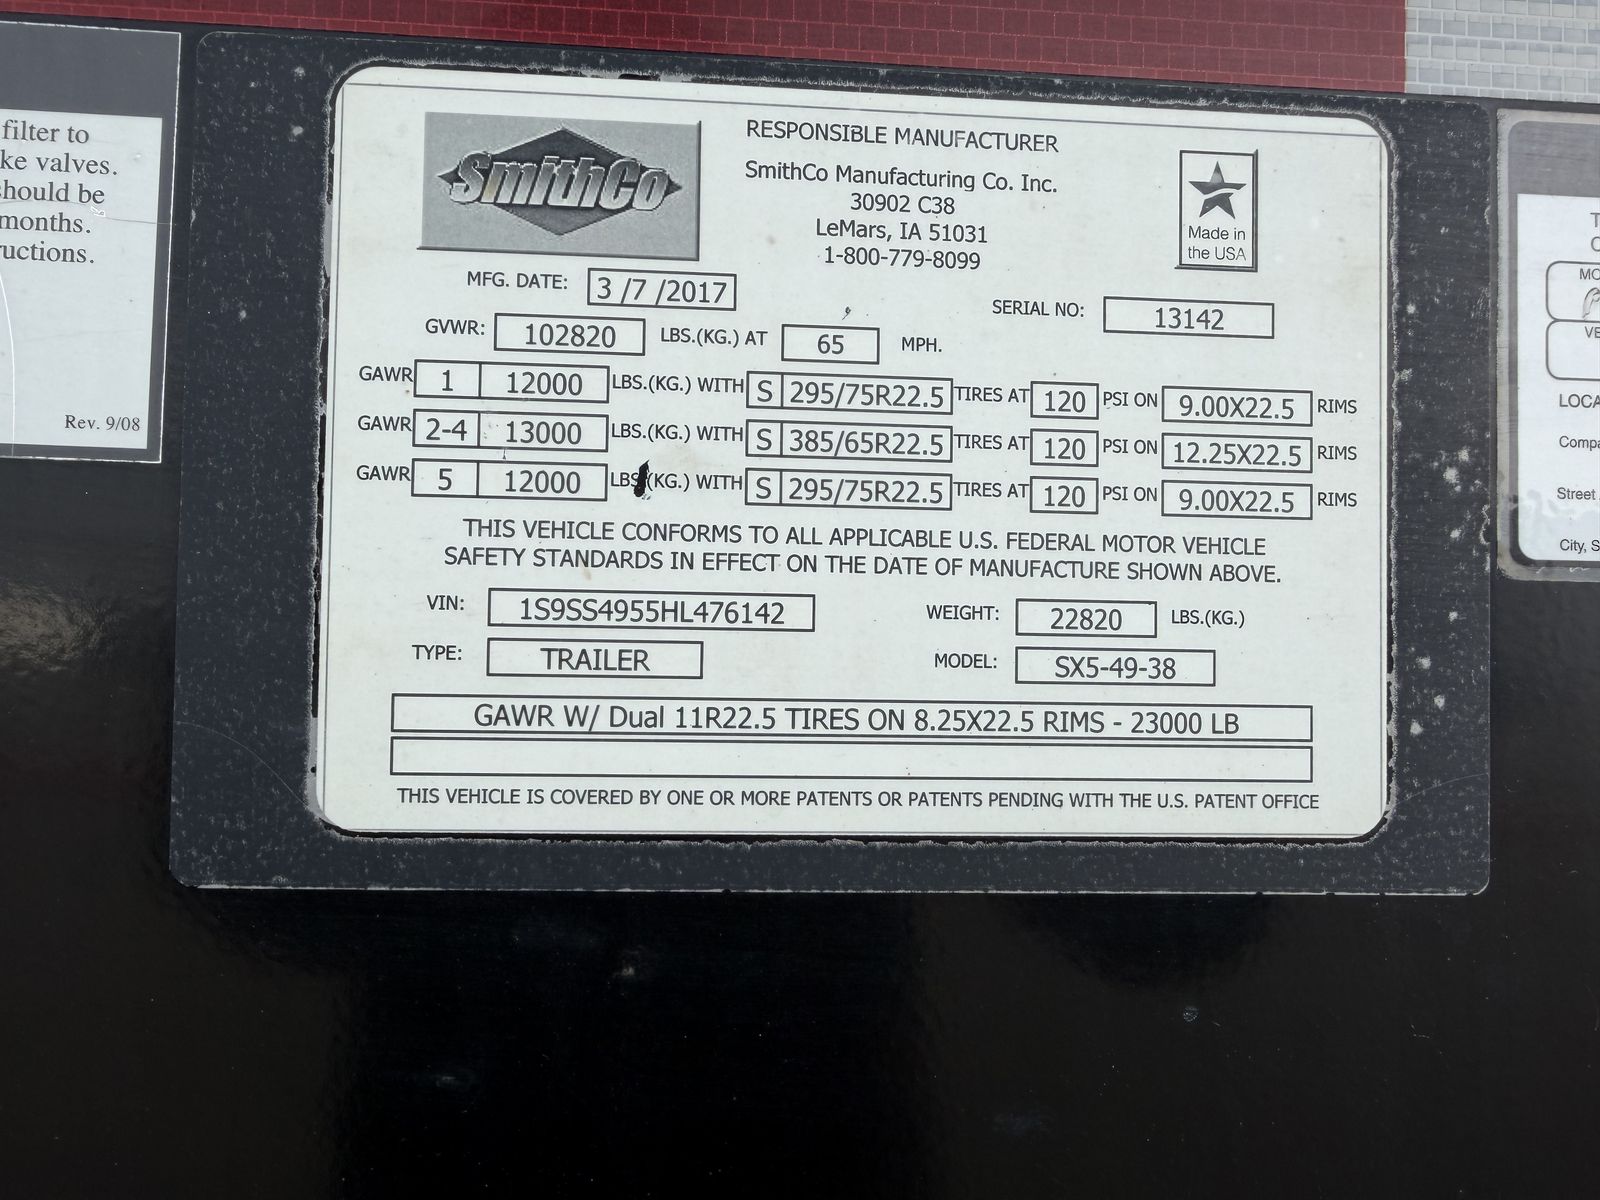 filter to
ke valves.
should be
months.
ructions.
Rev. 9/08
SmithCo
RESPONSIBLE MANUFACTURER
SmithCo Manufacturing Co. Inc.
30902 C38
LeMars, IA 51031
1-800-779-8099
Made in
the USA
MFG. DATE: 3 /7 /2017
SERIAL NO: 13142
GVWR: 102820 LBS.(KG.) AT 65 MPH.
GAWR 1 12000 LBS.(KG.) WITH S 295/75R22.5 TIRES AT 120 PSI ON 9.00X22.5 RIMS
GAWR 2-4 13000 LBS.(KG.) WITH S 385/65R22.5 TIRES AT 120 PSI ON 12.25X22.5 RIMS
GAWR 5 12000 LBS.(KG.) WITH S 295/75R22.5 TIRES AT 120 PSI ON 9.00X22.5 RIMS
THIS VEHICLE CONFORMS TO ALL APPLICABLE U.S. FEDERAL MOTOR VEHICLE
SAFETY STANDARDS IN EFFECT ON THE DATE OF MANUFACTURE SHOWN ABOVE.
VIN: 1S9SS4955HL476142 WEIGHT: 22820 LBS.(KG.)
TYPE: TRAILER MODEL: SX5-49-38
GAWR W/ Dual 11R22.5 TIRES ON 8.25X22.5 RIMS - 23000 LB
THIS VEHICLE IS COVERED BY ONE OR MORE PATENTS OR PATENTS PENDING WITH THE U.S. PATENT OFFICE
MO
VE
LOCA
Compa
Street
City, S